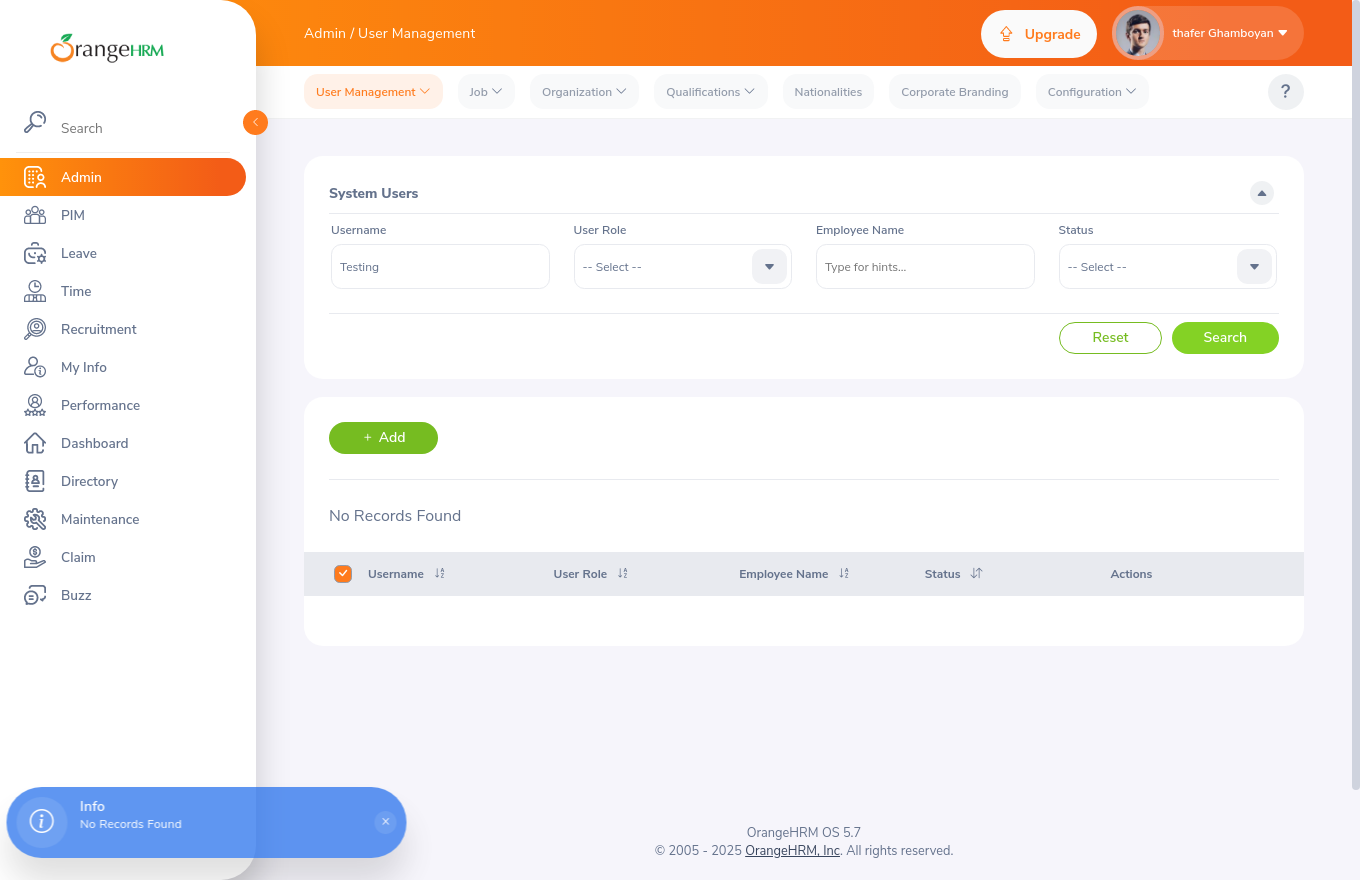 OrangeHRM
Admin / User Management
Upgrade
thafer Ghamboyan
User Management
Job
Organization
Qualifications
Nationalities
Corporate Branding
Configuration
?
Search
Admin
PIM
Leave
Time
Recruitment
My Info
Performance
Dashboard
Directory
Maintenance
Claim
Buzz
System Users
Username
User Role
Employee Name
Status
Testing
-- Select --
Type for hints...
-- Select --
Reset
Search
+ Add
No Records Found
Username
User Role
Employee Name
Status
Actions
Info
No Records Found
OrangeHRM OS 5.7
© 2005 - 2025 OrangeHRM, Inc. All rights reserved.